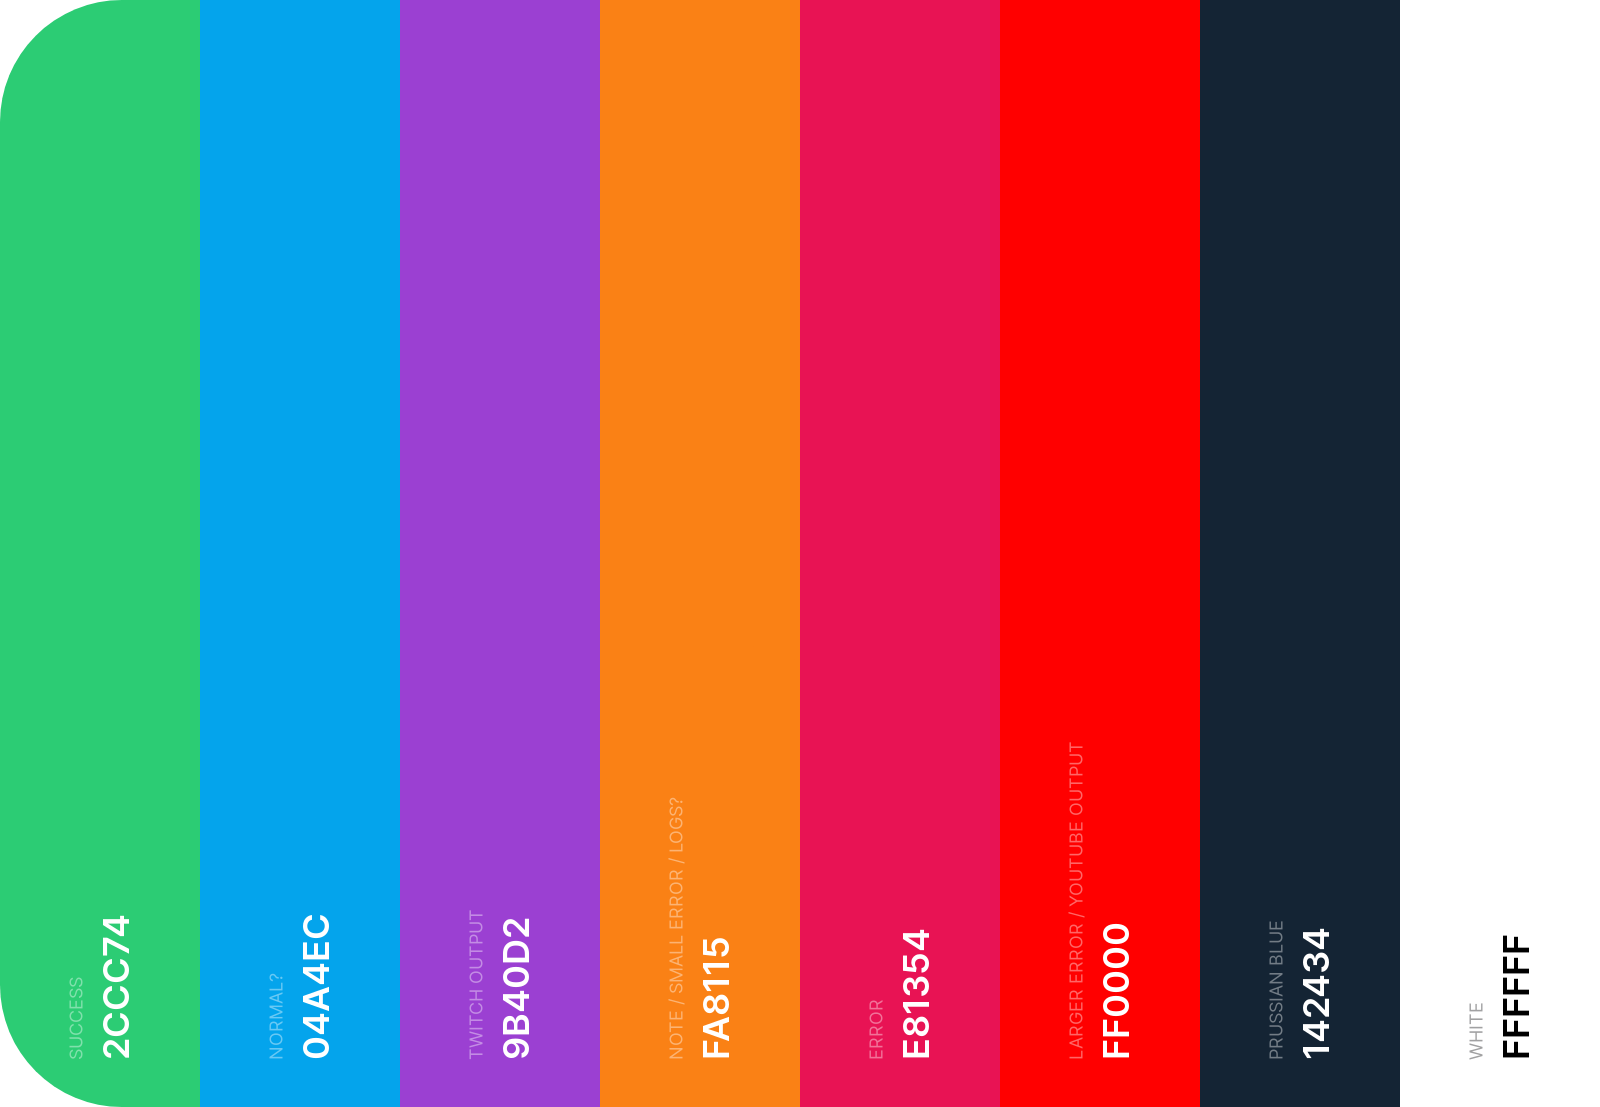 SUCCESS
2CCC74
NORMAL?
04A4EC
TWITCH OUTPUT
9B40D2
NOTE / SMALL ERROR / LOGS?
FA8115
ERROR
E81354
LARGER ERROR / YOUTUBE OUTPUT
FF0000
PRUSSIAN BLUE
142434
WHITE
FFFFFF